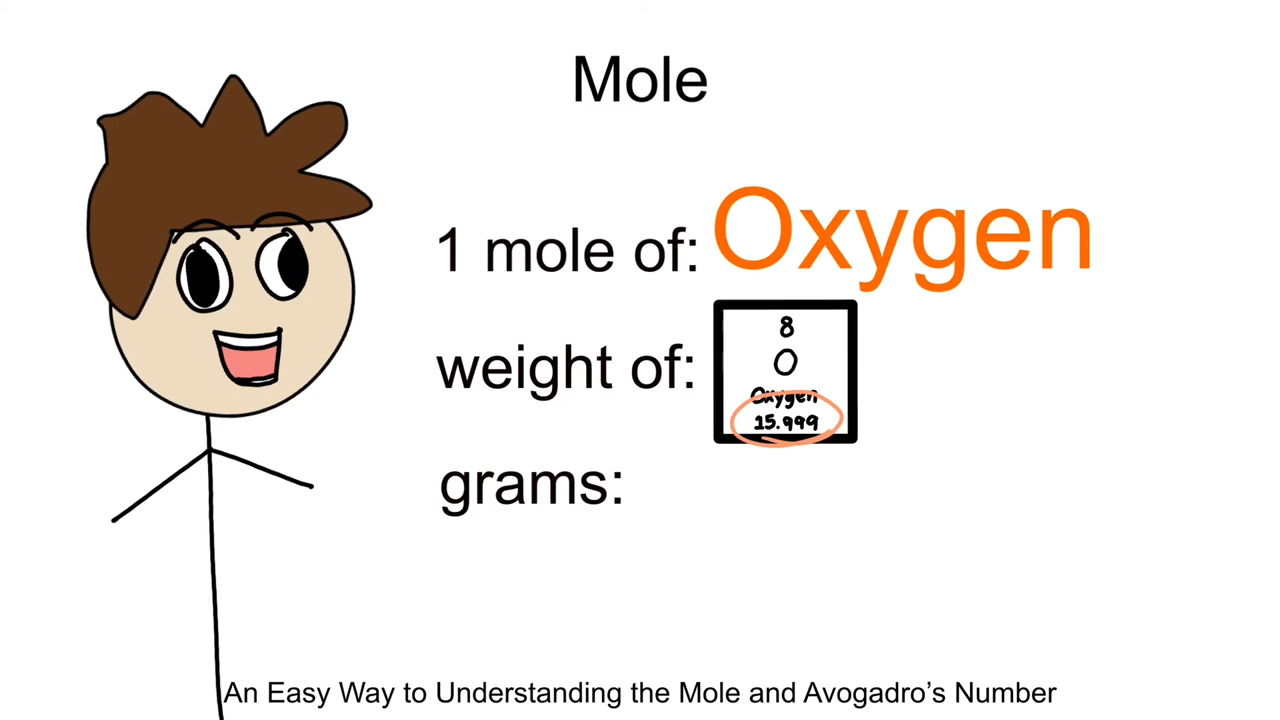 Mole
1 mole of: Oxygen
weight of:
8
O
Oxygen
15.999
grams:
An Easy Way to Understanding the Mole and Avogadro’s Number